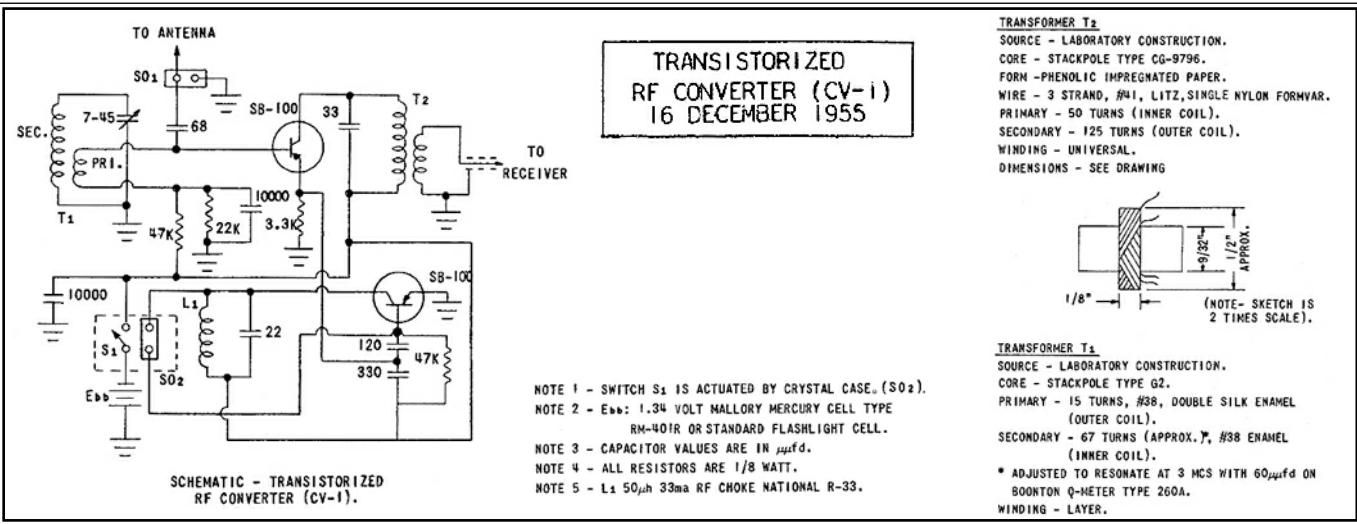 TO ANTENNA
SO1
SEC.
7-45
68
PRI.
T1
SB-100
33
T2
TO
RECEIVER
10000
47K
22K
3.3K
10000
L1
22
SB-100
120
330
47K
S1
SO2
Ebb
SCHEMATIC - TRANSISTORIZED
RF CONVERTER (CV-1).
TRANSISTORIZED
RF CONVERTER (CV-1)
16 DECEMBER 1955
NOTE 1 - SWITCH S1 IS ACTUATED BY CRYSTAL CASE. (SO2).
NOTE 2 - Ebb: 1.34 VOLT MALLORY MERCURY CELL TYPE
RM-401R OR STANDARD FLASHLIGHT CELL.
NOTE 3 - CAPACITOR VALUES ARE IN μμfd.
NOTE 4 - ALL RESISTORS ARE 1/8 WATT.
NOTE 5 - L1 50μh 33ma RF CHOKE NATIONAL R-33.
TRANSFORMER T2
SOURCE - LABORATORY CONSTRUCTION.
CORE - STACKPOLE TYPE CG-9796.
FORM -PHENOLIC IMPREGNATED PAPER.
WIRE - 3 STRAND, #41, LITZ,SINGLE NYLON FORMVAR.
PRIMARY - 50 TURNS (INNER COIL).
SECONDARY - 125 TURNS (OUTER COIL).
WINDING - UNIVERSAL.
DIMENSIONS - SEE DRAWING
9/32"
1/2"
APPROX.
1/8"
(NOTE- SKETCH IS
2 TIMES SCALE).
TRANSFORMER T1
SOURCE - LABORATORY CONSTRUCTION.
CORE - STACKPOLE TYPE G2.
PRIMARY - 15 TURNS, #38, DOUBLE SILK ENAMEL
(OUTER COIL).
SECONDARY - 67 TURNS (APPROX.)*, #38 ENAMEL
(INNER COIL).
* ADJUSTED TO RESONATE AT 3 MCS WITH 60μμfd ON
BOONTON Q-METER TYPE 260A.
WINDING - LAYER.